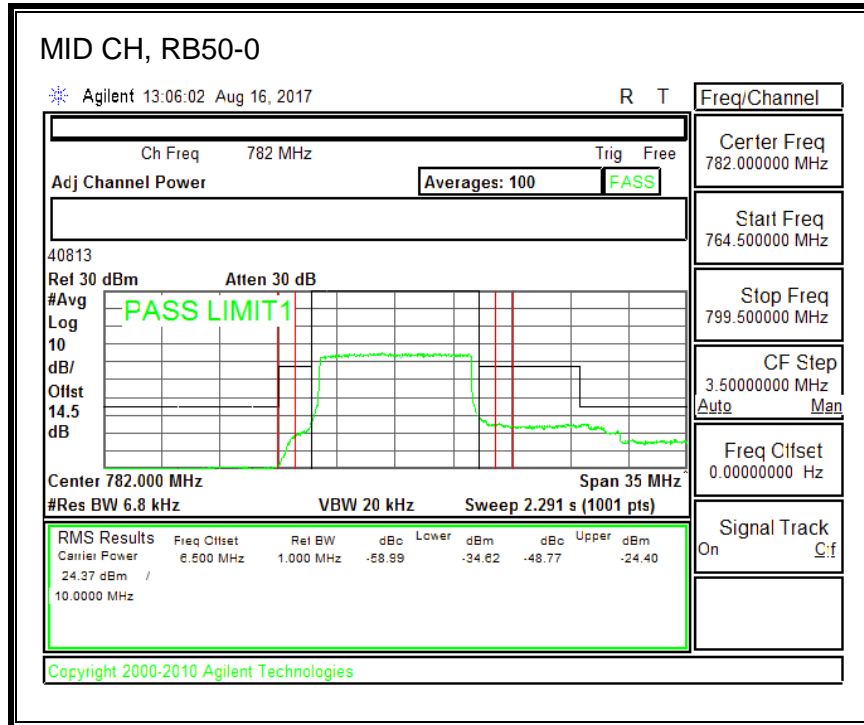 MID CH, RB50-0
Agilent 13:06:02 Aug 16, 2017 R T
Freq/Channel
Ch Freq 782 MHz Trig Free
Adj Channel Power Averages: 100 PASS
Center Freq
782.000000 MHz
Start Freq
764.500000 MHz
Stop Freq
799.500000 MHz
CF Step
3.50000000 MHz
Auto Man
Freq Offset
0.00000000 Hz
Signal Track
On Off
40813
Ref 30 dBm Atten 30 dB
#Avg
Log
10
dB/
Offst
14.5
dB
PASS LIMIT1
Center 782.000 MHz Span 35 MHz
#Res BW 6.8 kHz VBW 20 kHz Sweep 2.291 s (1001 pts)
RMS Results Freq Offset Ref BW dBc Lower dBm dBc Upper dBm
Carrier Power 6.500 MHz 1.000 MHz -58.99 -34.62 -48.77 -24.40
24.37 dBm /
10.0000 MHz
Copyright 2000-2010 Agilent Technologies